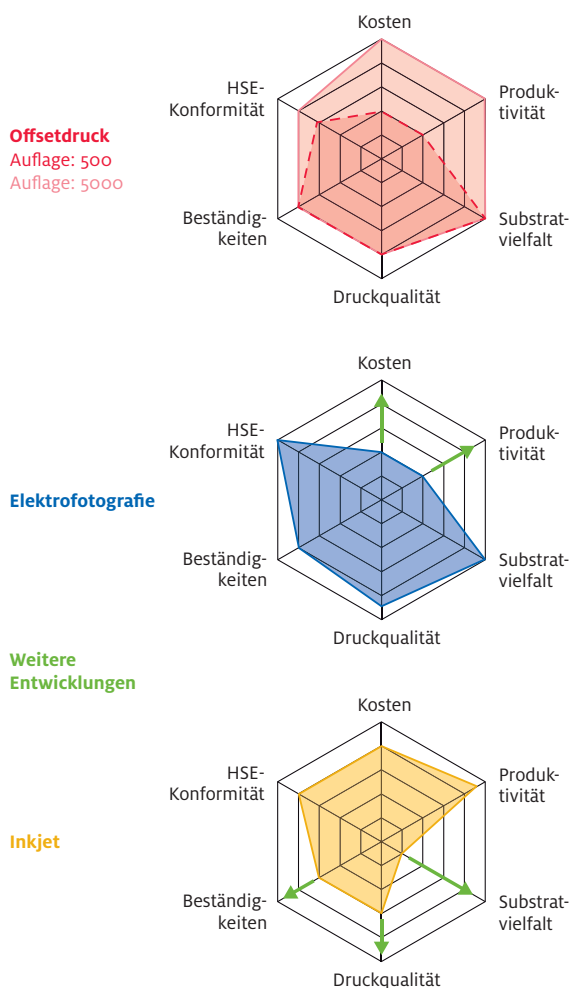 Kosten
HSE-
Konformität
Produk-
tivität
Offsetdruck
Auflage: 500
Auflage: 5000
Beständig-
keiten
Substrat-
vielfalt
Druckqualität
Kosten
HSE-
Konformität
Produk-
tivität
Elektrofotografie
Beständig-
keiten
Substrat-
vielfalt
Druckqualität
Weitere
Entwicklungen
Kosten
HSE-
Konformität
Produk-
tivität
Inkjet
Beständig-
keiten
Substrat-
vielfalt
Druckqualität